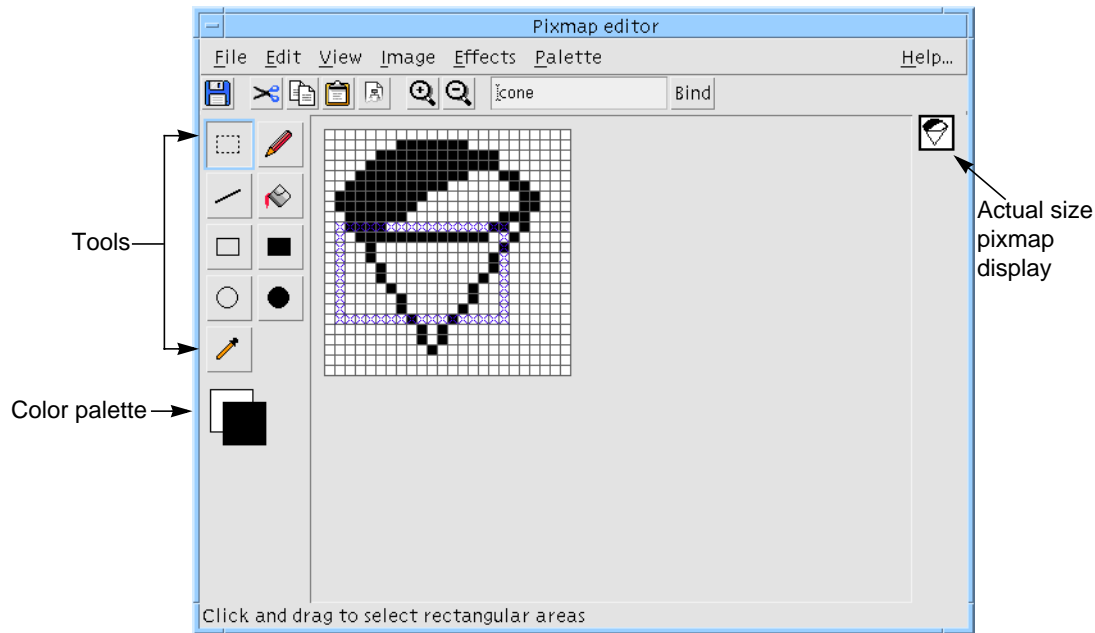 Pixmap editor
File Edit View Image Effects Palette Help...
cone Bind
Tools
Color palette
Actual size
pixmap
display
Click and drag to select rectangular areas